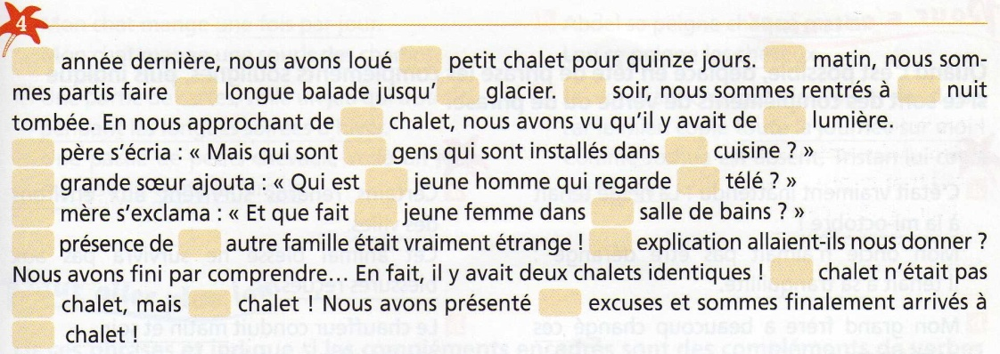 4
année dernière, nous avons loué petit chalet pour quinze jours. matin, nous som-
mes partis faire longue balade jusqu' glacier. soir, nous sommes rentrés à nuit
tombée. En nous approchant de chalet, nous avons vu qu'il y avait de lumière.
père s'écria : « Mais qui sont gens qui sont installés dans cuisine ? »
grande sœur ajouta : « Qui est jeune homme qui regarde télé ? »
mère s'exclama : « Et que fait jeune femme dans salle de bains ? »
présence de autre famille était vraiment étrange ! explication allaient-ils nous donner ?
Nous avons fini par comprendre... En fait, il y avait deux chalets identiques ! chalet n'était pas
chalet, mais chalet ! Nous avons présenté excuses et sommes finalement arrivés à
chalet !